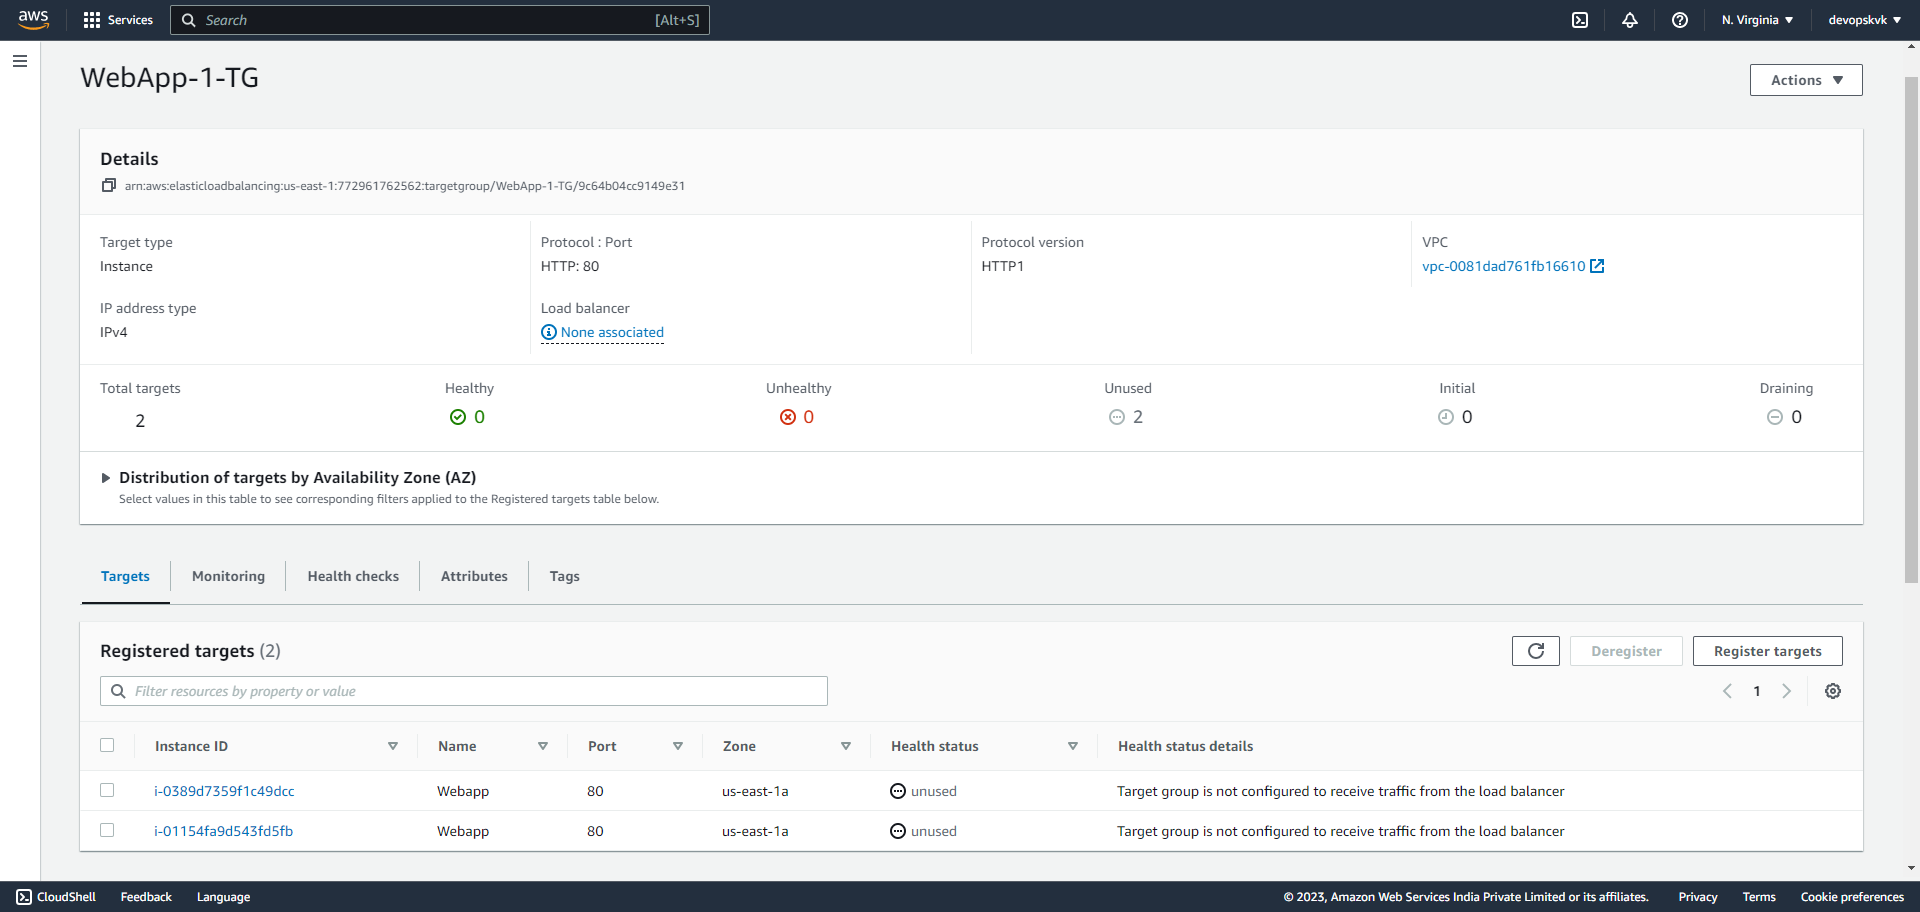 aws Services Search [Alt+S] N. Virginia devopskvk
WebApp-1-TG
Actions
Details
arn:aws:elasticloadbalancing:us-east-1:772961762562:targetgroup/WebApp-1-TG/9c64b04cc9149e31
Target type Protocol : Port Protocol version VPC
Instance HTTP: 80 HTTP1 vpc-0081dad761fb16610
IP address type Load balancer
IPv4 None associated
Total targets Healthy Unhealthy Unused Initial Draining
2 0 0 2 0 0
Distribution of targets by Availability Zone (AZ)
Select values in this table to see corresponding filters applied to the Registered targets table below.
Targets Monitoring Health checks Attributes Tags
Registered targets (2) Deregister Register targets
Filter resources by property or value 1
Instance ID Name Port Zone Health status Health status details
i-0389d7359f1c49dcc Webapp 80 us-east-1a unused Target group is not configured to receive traffic from the load balancer
i-01154fa9d543fd5fb Webapp 80 us-east-1a unused Target group is not configured to receive traffic from the load balancer
CloudShell Feedback Language © 2023, Amazon Web Services India Private Limited or its affiliates. Privacy Terms Cookie preferences